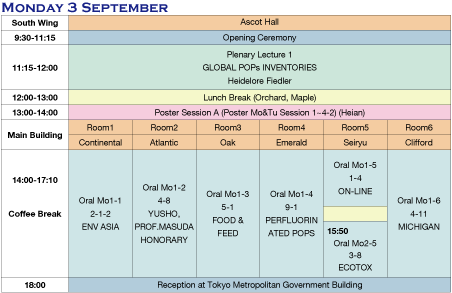 MONDAY 3 SEPTEMBER
South Wing Ascot Hall
9:30-11:15 Opening Ceremony
11:15-12:00
Plenary Lecture 1
GLOBAL POPs INVENTORIES
Heidelore Fiedler
12:00-13:00 Lunch Break (Orchard, Maple)
13:00-14:00 Poster Session A (Poster Mo&Tu Session 1~4-2) (Heian)
Main Building
Room1 Room2 Room3 Room4 Room5 Room6
Continental Atlantic Oak Emerald Seiryu Clifford
14:00-17:10
Coffee Break
Oral Mo1-1
2-1-2
ENV ASIA
Oral Mo1-2
4-8
YUSHO,
PROF.MASUDA
HONORARY
Oral Mo1-3
5-1
FOOD &
FEED
Oral Mo1-4
9-1
PERFLUORIN
ATED POPS
Oral Mo1-5
1-4
ON-LINE
15:50
Oral Mo2-5
3-8
ECOTOX
Oral Mo1-6
4-11
MICHIGAN
18:00 Reception at Tokyo Metropolitan Government Building